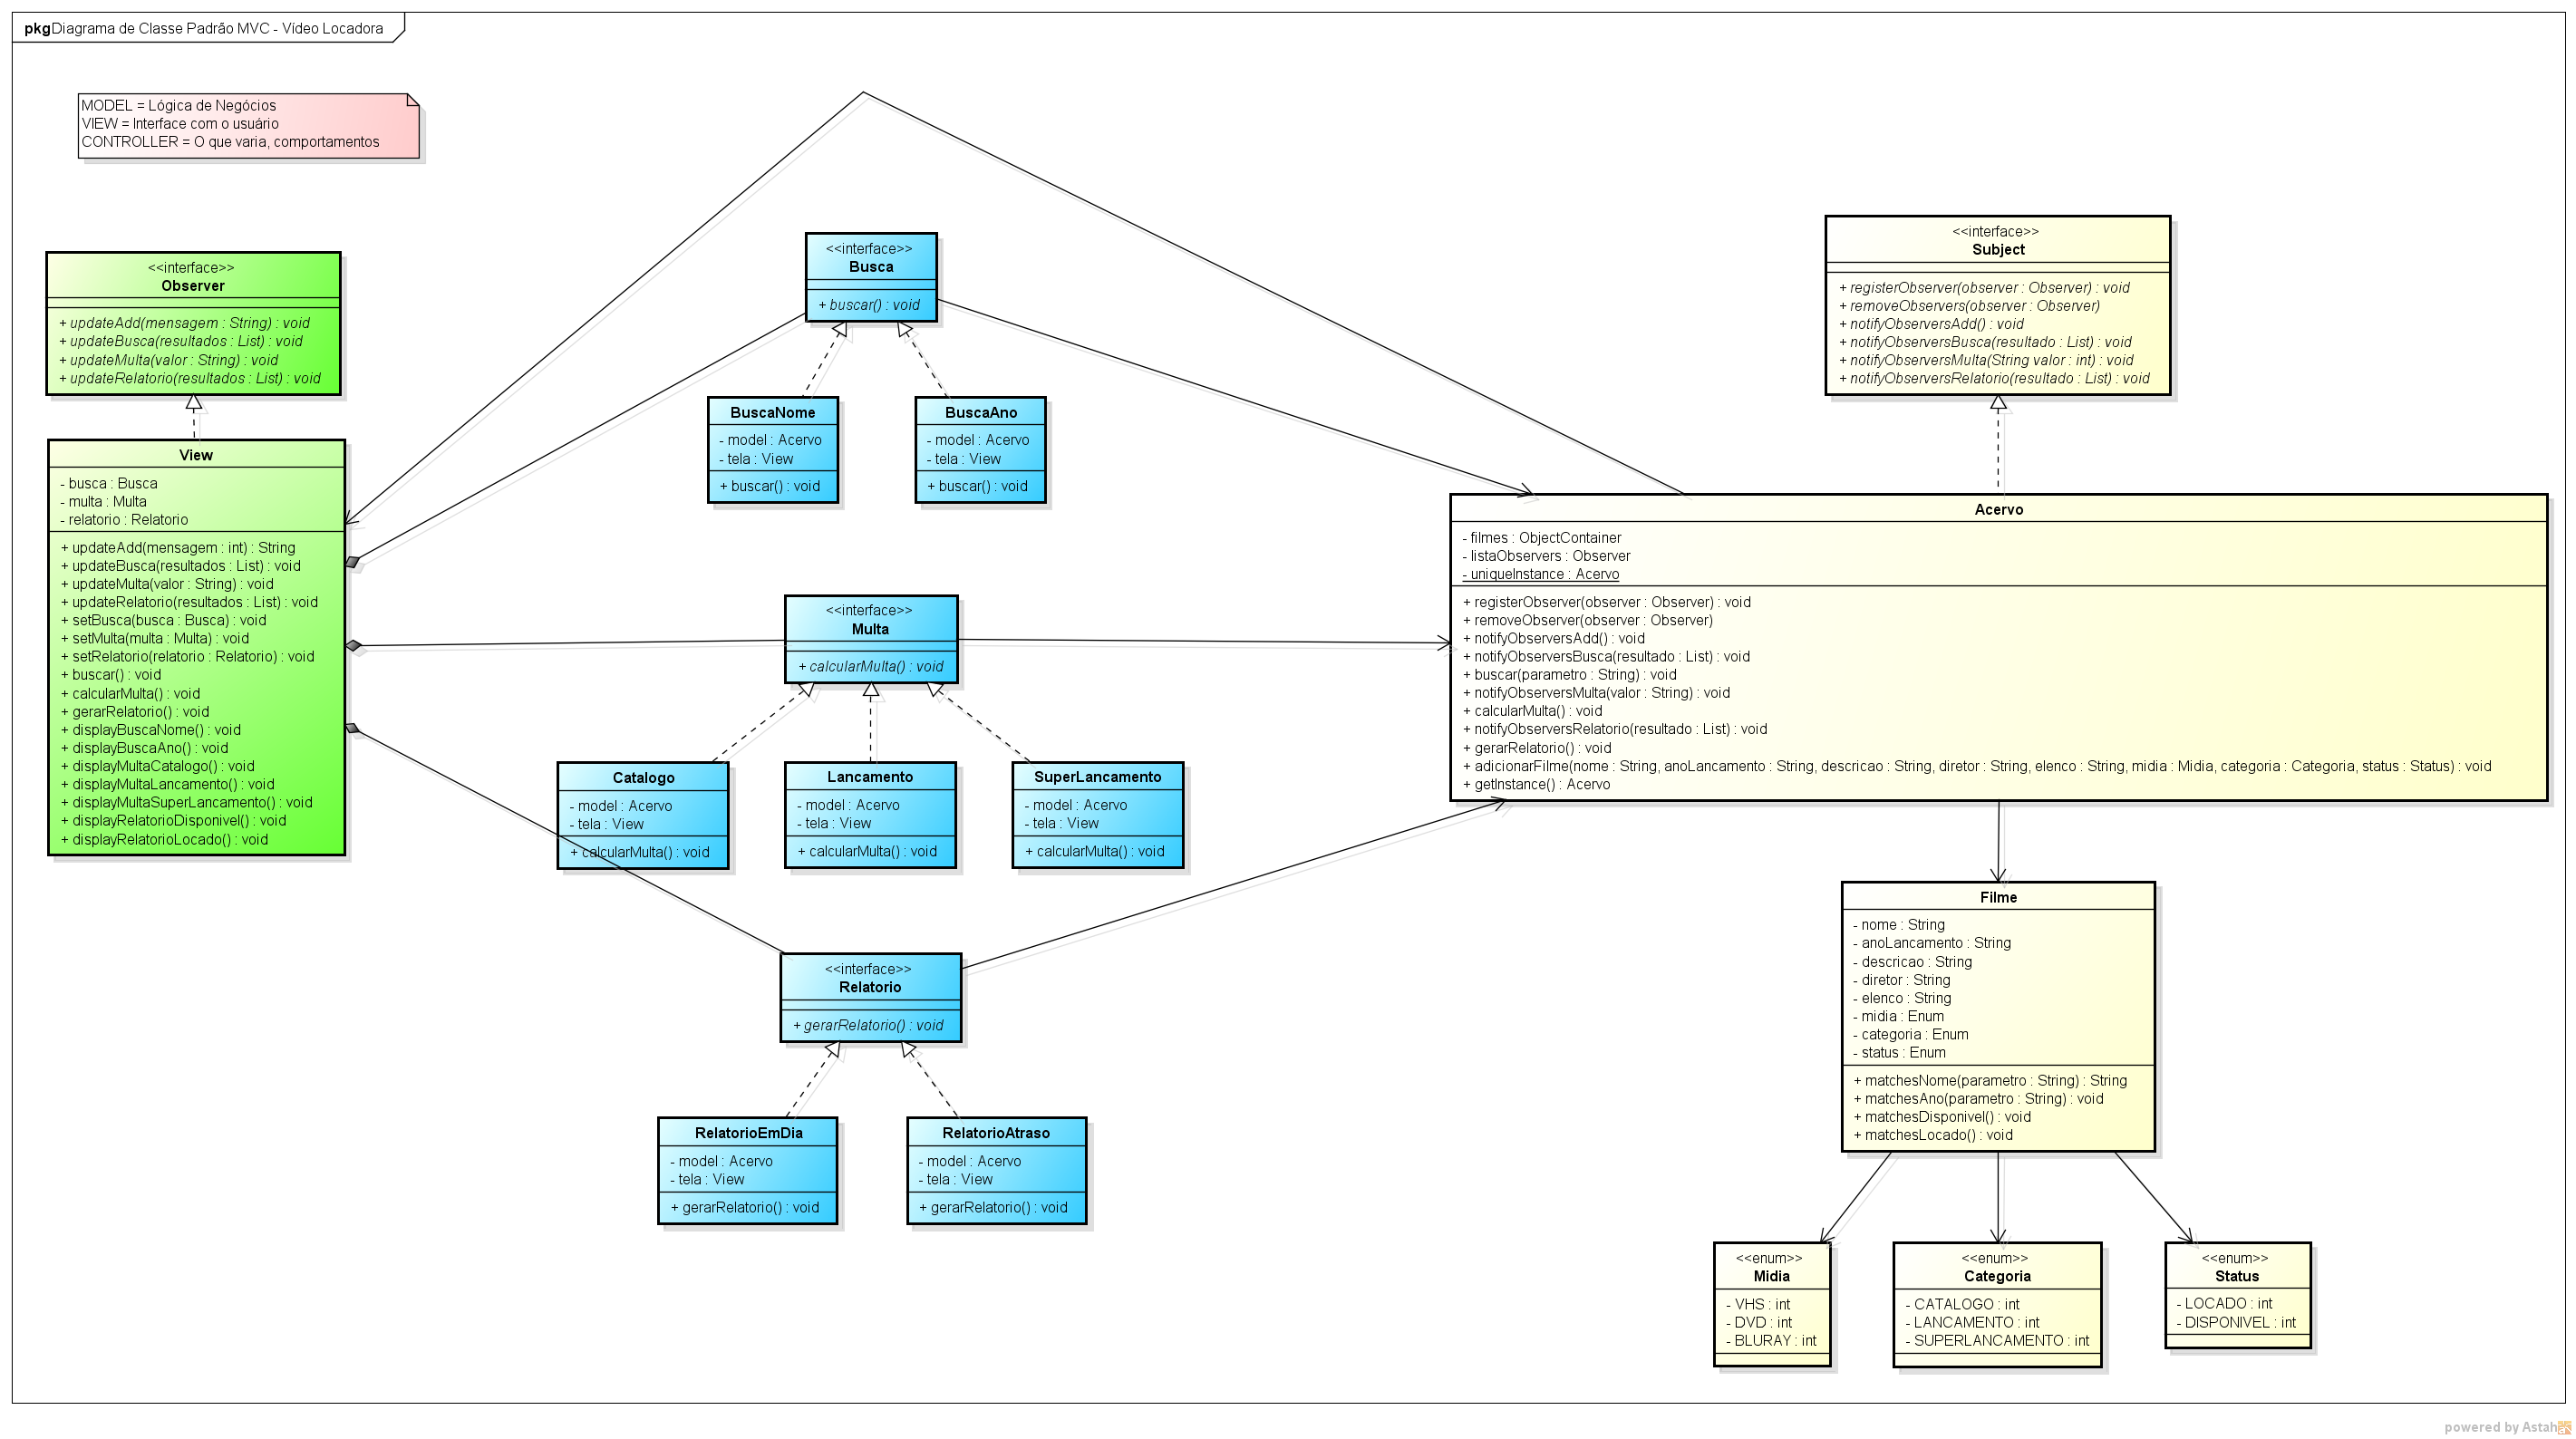 pkgDiagrama de Classe Padrão MVC - Vídeo Locadora
MODEL = Lógica de Negócios
VIEW = Interface com o usuário
CONTROLLER = O que varia, comportamentos
<<interface>>
Observer
+ updateAdd(mensagem : String) : void
+ updateBusca(resultados : List) : void
+ updateMulta(valor : String) : void
+ updateRelatorio(resultados : List) : void
View
- busca : Busca
- multa : Multa
- relatorio : Relatorio
+ updateAdd(mensagem : int) : String
+ updateBusca(resultados : List) : void
+ updateMulta(valor : String) : void
+ updateRelatorio(resultados : List) : void
+ setBusca(busca : Busca) : void
+ setMulta(multa : Multa) : void
+ setRelatorio(relatorio : Relatorio) : void
+ buscar() : void
+ calcularMulta() : void
+ gerarRelatorio() : void
+ displayBuscaNome() : void
+ displayBuscaAno() : void
+ displayMultaCatalogo() : void
+ displayMultaLancamento() : void
+ displayMultaSuperLancamento() : void
+ displayRelatorioDisponivel() : void
+ displayRelatorioLocado() : void
<<interface>>
Busca
+ buscar() : void
BuscaNome
- model : Acervo
- tela : View
+ buscar() : void
BuscaAno
- model : Acervo
- tela : View
+ buscar() : void
<<interface>>
Multa
+ calcularMulta() : void
Catalogo
- model : Acervo
- tela : View
+ calcularMulta() : void
Lancamento
- model : Acervo
- tela : View
+ calcularMulta() : void
SuperLancamento
- model : Acervo
- tela : View
+ calcularMulta() : void
<<interface>>
Relatorio
+ gerarRelatorio() : void
RelatorioEmDia
- model : Acervo
- tela : View
+ gerarRelatorio() : void
RelatorioAtraso
- model : Acervo
- tela : View
+ gerarRelatorio() : void
<<interface>>
Subject
+ registerObserver(observer : Observer) : void
+ removeObservers(observer : Observer)
+ notifyObserversAdd() : void
+ notifyObserversBusca(resultado : List) : void
+ notifyObserversMulta(String valor : int) : void
+ notifyObserversRelatorio(resultado : List) : void
Acervo
- filmes : ObjectContainer
- listaObservers : Observer
- uniqueInstance : Acervo
+ registerObserver(observer : Observer) : void
+ removeObserver(observer : Observer)
+ notifyObserversAdd() : void
+ notifyObserversBusca(resultado : List) : void
+ buscar(parametro : String) : void
+ notifyObserversMulta(valor : String) : void
+ calcularMulta() : void
+ notifyObserversRelatorio(resultado : List) : void
+ gerarRelatorio() : void
+ adicionarFilme(nome : String, anoLancamento : String, descricao : String, diretor : String, elenco : String, midia : Midia, categoria : Categoria, status : Status) : void
+ getInstance() : Acervo
Filme
- nome : String
- anoLancamento : String
- descricao : String
- diretor : String
- elenco : String
- midia : Enum
- categoria : Enum
- status : Enum
+ matchesNome(parametro : String) : String
+ matchesAno(parametro : String) : void
+ matchesDisponivel() : void
+ matchesLocado() : void
<<enum>>
Midia
- VHS : int
- DVD : int
- BLURAY : int
<<enum>>
Categoria
- CATALOGO : int
- LANCAMENTO : int
- SUPERLANCAMENTO : int
<<enum>>
Status
- LOCADO : int
- DISPONIVEL : int
powered by Astah